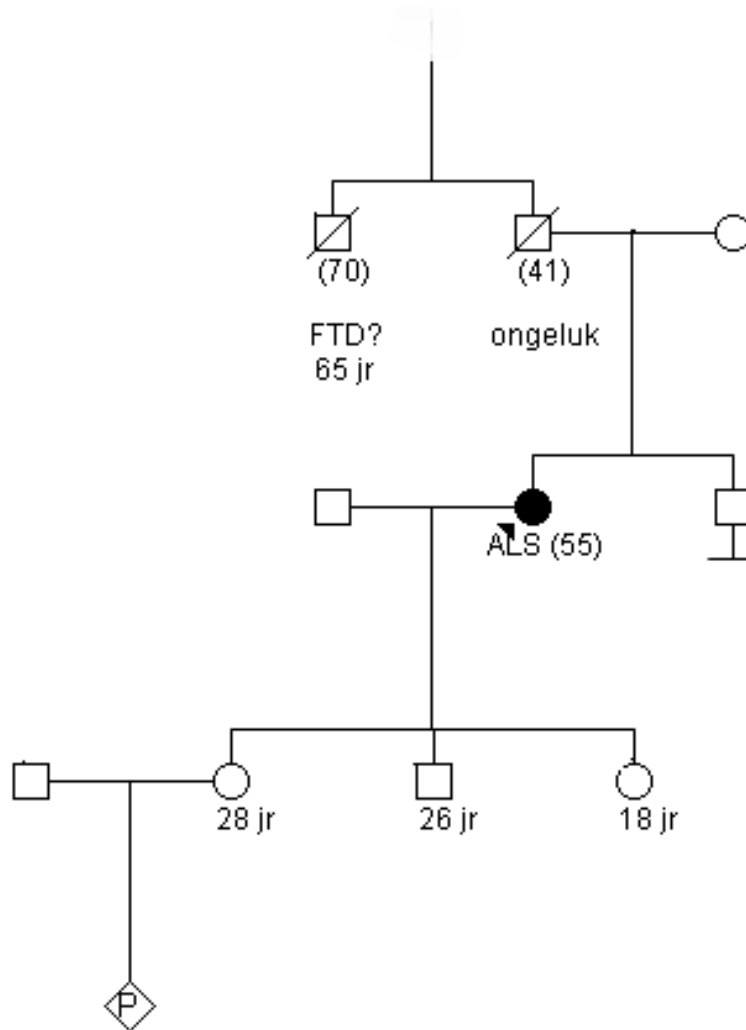 (70)
(41)
FTD?
ongeluk
65 jr
ALS (55)
28 jr
26 jr
18 jr
P